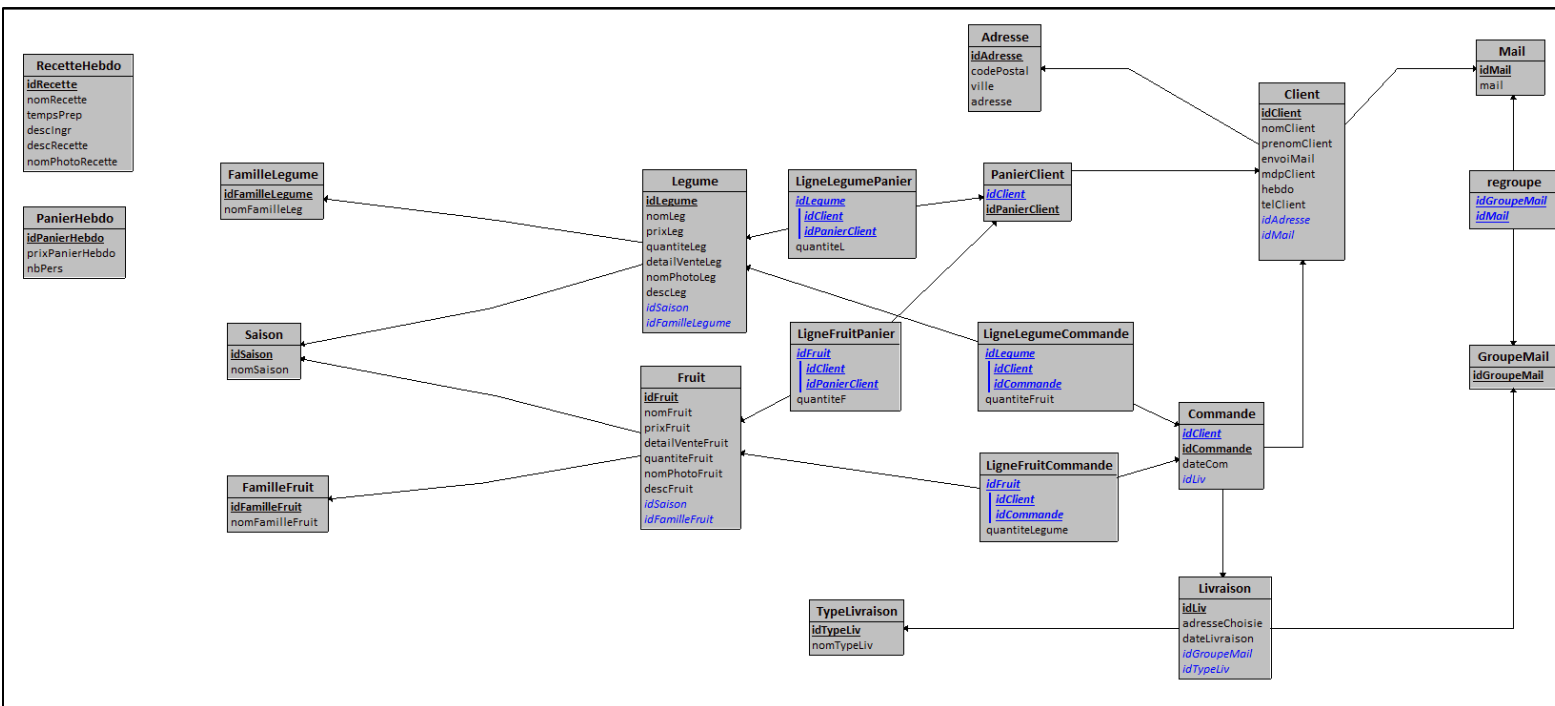 RecetteHebdo
idRecette
nomRecette
tempsPrep
descIngr
descRecette
nomPhotoRecette
PanierHebdo
idPanierHebdo
prixPanierHebdo
nbPers
FamilleLegume
idFamilleLegume
nomFamilleLeg
Saison
idSaison
nomSaison
FamilleFruit
idFamilleFruit
nomFamilleFruit
Legume
idLegume
nomLeg
prixLeg
quantiteLeg
detailVenteLeg
nomPhotoLeg
descLeg
idSaison
idFamilleLegume
Fruit
idFruit
nomFruit
prixFruit
detailVenteFruit
quantiteFruit
nomPhotoFruit
descFruit
idSaison
idFamilleFruit
LigneLegumePanier
idLegume
idClient
idPanierClient
quantiteL
LigneFruitPanier
idFruit
idClient
idPanierClient
quantiteF
TypeLivraison
idTypeLiv
nomTypeLiv
Adresse
idAdresse
codePostal
ville
adresse
PanierClient
idClient
idPanierClient
LigneLegumeCommande
idLegume
idClient
idCommande
quantiteFruit
LigneFruitCommande
idFruit
idClient
idCommande
quantiteLegume
Commande
idClient
idCommande
dateCom
idLiv
Livraison
idLiv
adresseChoisie
dateLivraison
idGroupeMail
idTypeLiv
Client
idClient
nomClient
prenomClient
envoiMail
mdpClient
hebdo
telClient
idAdresse
idMail
Mail
idMail
mail
regroupe
idGroupeMail
idMail
GroupeMail
idGroupeMail